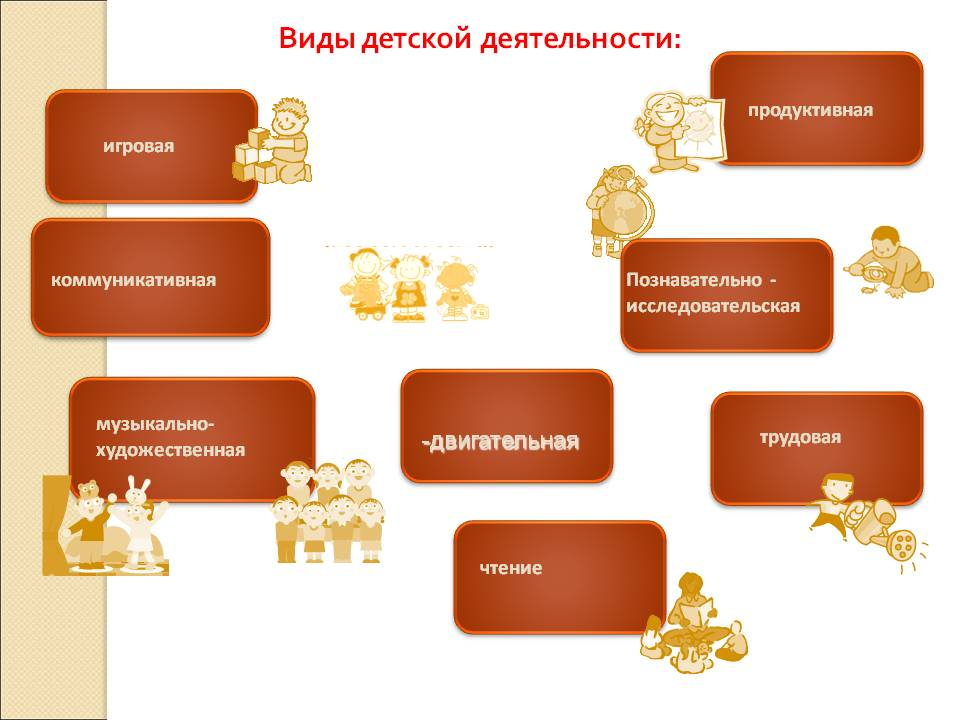 Виды детской деятельности:
продуктивная
игровая
коммуникативная
Познавательно -
исследовательская
музыкально-
художественная
-двигательная
трудовая
чтение